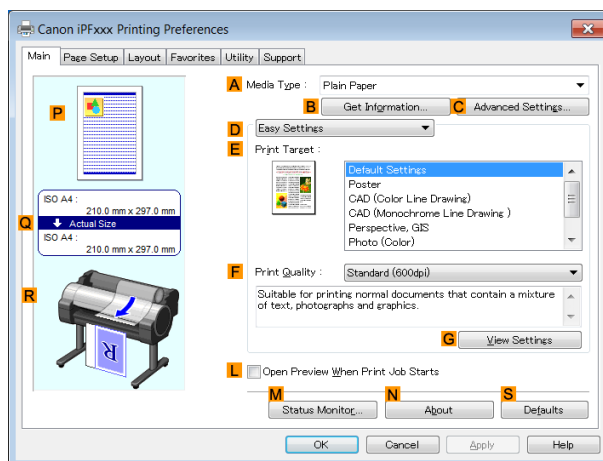 Canon iPFxxx Printing Preferences
Main Page Setup Layout Favorites Utility Support
A Media Type : Plain Paper
B Get Information... C Advanced Settings...
D Easy Settings
E Print Target :
Default Settings
Poster
CAD (Color Line Drawing)
CAD (Monochrome Line Drawing )
Perspective, GIS
Photo (Color)
P
ISO A4 :
210.0 mm x 297.0 mm
Q Actual Size
ISO A4 :
210.0 mm x 297.0 mm
R
R
F Print Quality : Standard (600dpi)
Suitable for printing normal documents that contain a mixture
of text, photographs and graphics.
G View Settings
L Open Preview When Print Job Starts
M N S
Status Monitor... About Defaults
OK Cancel Apply Help